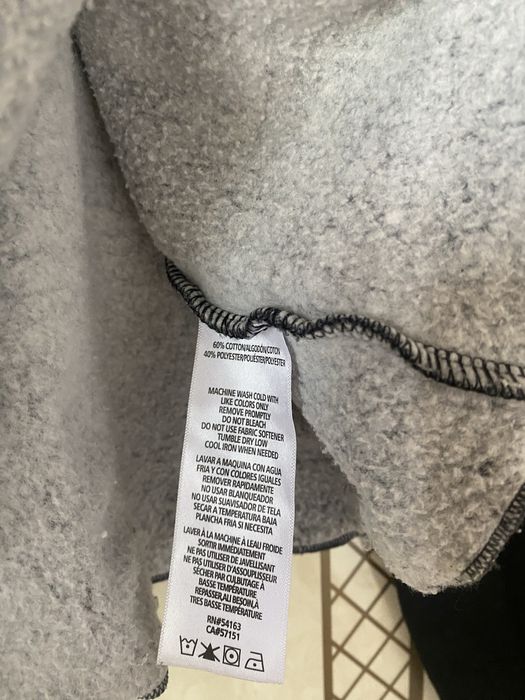 60% COTTON/ALGODÓN/COTON
40% POLYESTER/POLIÉSTER/POLYESTER
MACHINE WASH COLD WITH
LIKE COLORS ONLY
REMOVE PROMPTLY
DO NOT BLEACH
DO NOT USE FABRIC SOFTENER
TUMBLE DRY LOW
COOL IRON WHEN NEEDED
LAVAR A MAQUINA CON AGUA
FRIA Y CON COLORES IGUALES
REMOVER RAPIDAMENTE
NO USAR BLANQUEADOR
NO USAR SUAVISADOR DE TELA
SECAR A TEMPERATURA BAJA
PLANCHA FRIA SI NECESITA
LAVER À LA MACHINE À LEAU FROIDE
SORTIR IMMÉDIATEMENT
NE PAS UTILISER DE JAVELLISANT
NE PAS UTILISER D'ASSOUPLISSEUR
SÉCHER PAR CULBUTAGE À
BASSE TEMPÉRATURE
REPASSER,AU BESOIN,À
TRES BASSE TEMPÉRATURE
RN#54163
CA#57151